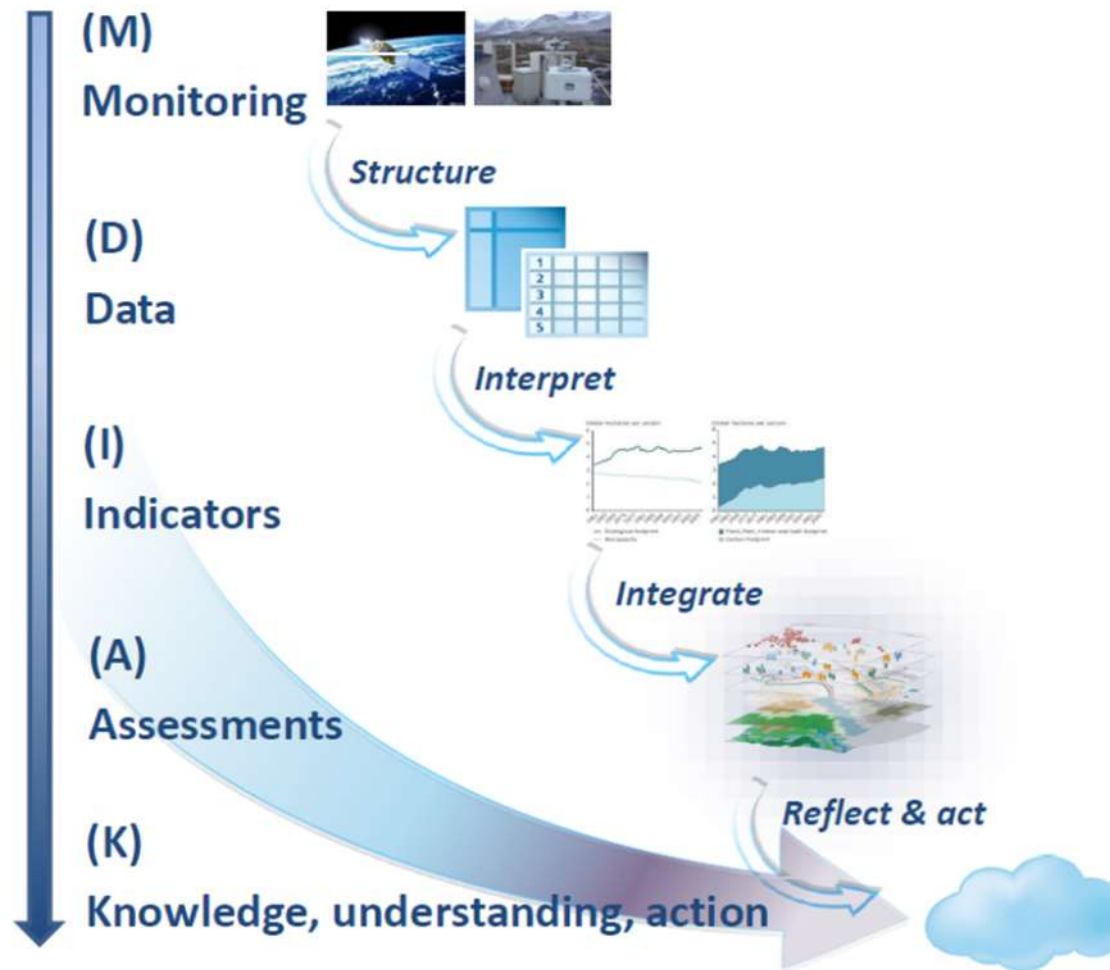 (M)
Monitoring
Structure
(D)
Data
1
2
3
4
5
Interpret
(I)
Indicators
Integrate
(A)
Assessments
Reflect & act
(K)
Knowledge, understanding, action